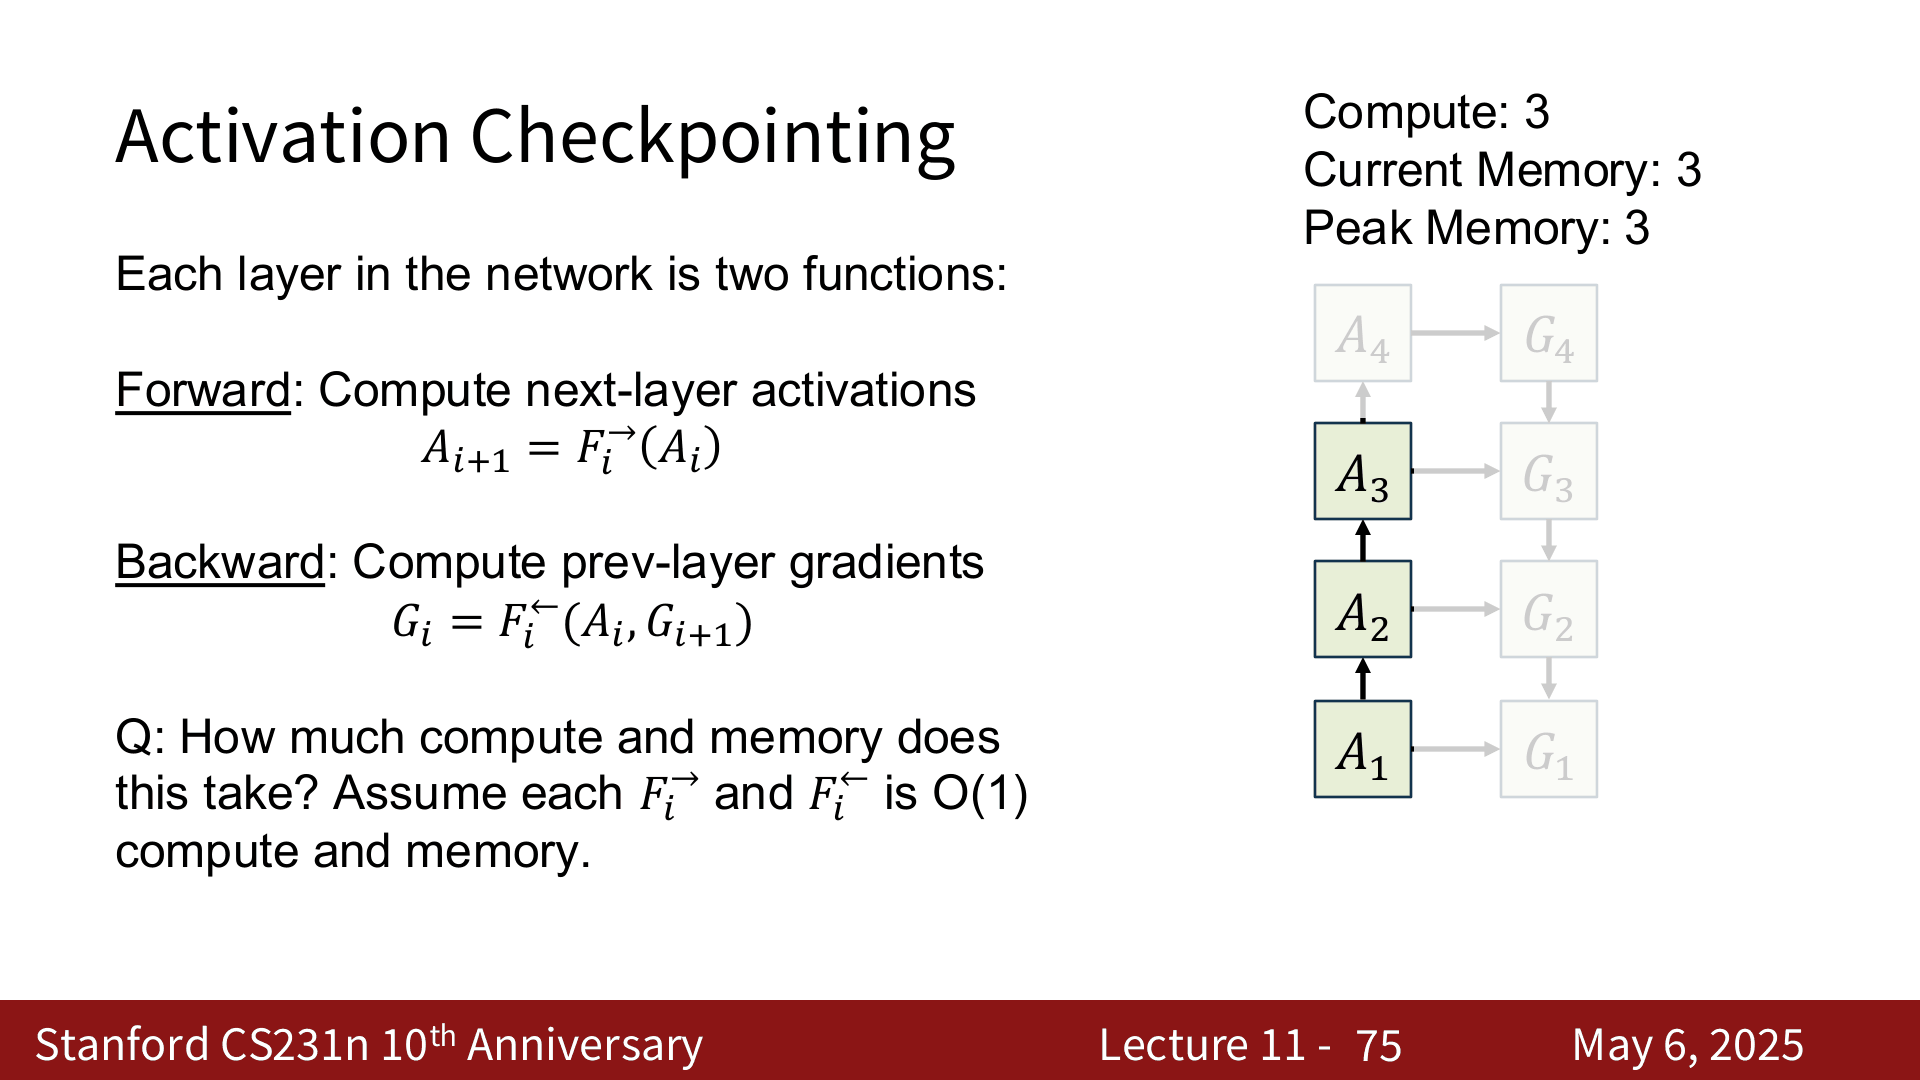 Activation Checkpointing
Each layer in the network is two functions:
Forward: Compute next-layer activations
A_{i+1} = F_i^→(A_i)
Backward: Compute prev-layer gradients
G_i = F_i^←(A_i, G_{i+1})
Q: How much compute and memory does
this take? Assume each F_i^→ and F_i^← is O(1)
compute and memory.
Compute: 3
Current Memory: 3
Peak Memory: 3
A_4 G_4
A_3 G_3
A_2 G_2
A_1 G_1
Stanford CS231n 10th Anniversary Lecture 11 - 75 May 6, 2025